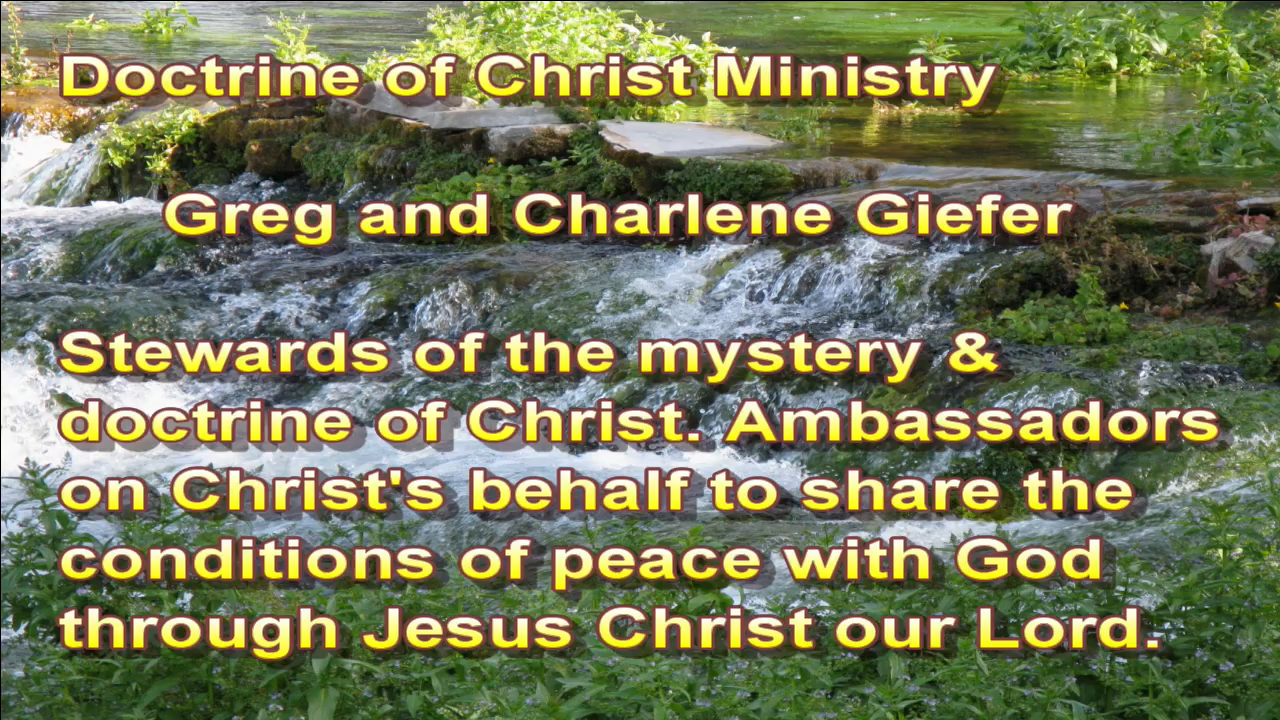 Doctrine of Christ Ministry
Greg and Charlene Giefer
Stewards of the mystery &
doctrine of Christ. Ambassadors
on Christ's behalf to share the
conditions of peace with God
through Jesus Christ our Lord.